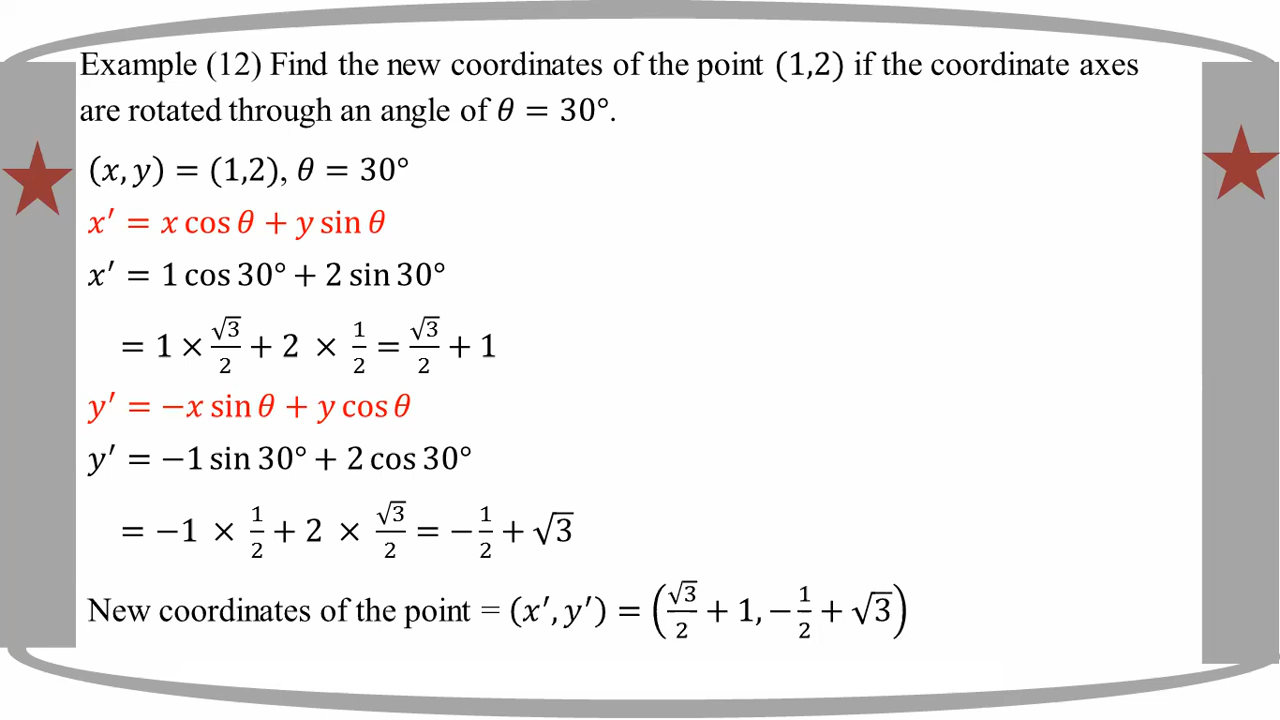 Example (12) Find the new coordinates of the point (1,2) if the coordinate axes
are rotated through an angle of θ = 30°.
(x, y) = (1,2), θ = 30°
x′ = x cos θ + y sin θ
x′ = 1 cos 30° + 2 sin 30°
= 1 × √3/2 + 2 × 1/2 = √3/2 + 1
y′ = −x sin θ + y cos θ
y′ = −1 sin 30° + 2 cos 30°
= −1 × 1/2 + 2 × √3/2 = −1/2 + √3
New coordinates of the point = (x′, y′) = (√3/2 + 1, −1/2 + √3)